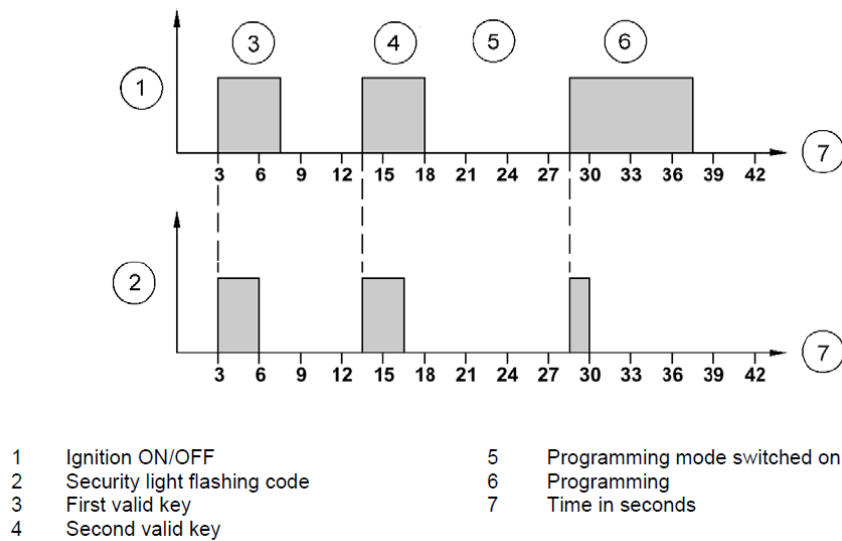 3 4 5 6
1
7
3 6 9 12 15 18 21 24 27 30 33 36 39 42
2
7
3 6 9 12 15 18 21 24 27 30 33 36 39 42
1 Ignition ON/OFF
2 Security light flashing code
3 First valid key
4 Second valid key
5 Programming mode switched on
6 Programming
7 Time in seconds